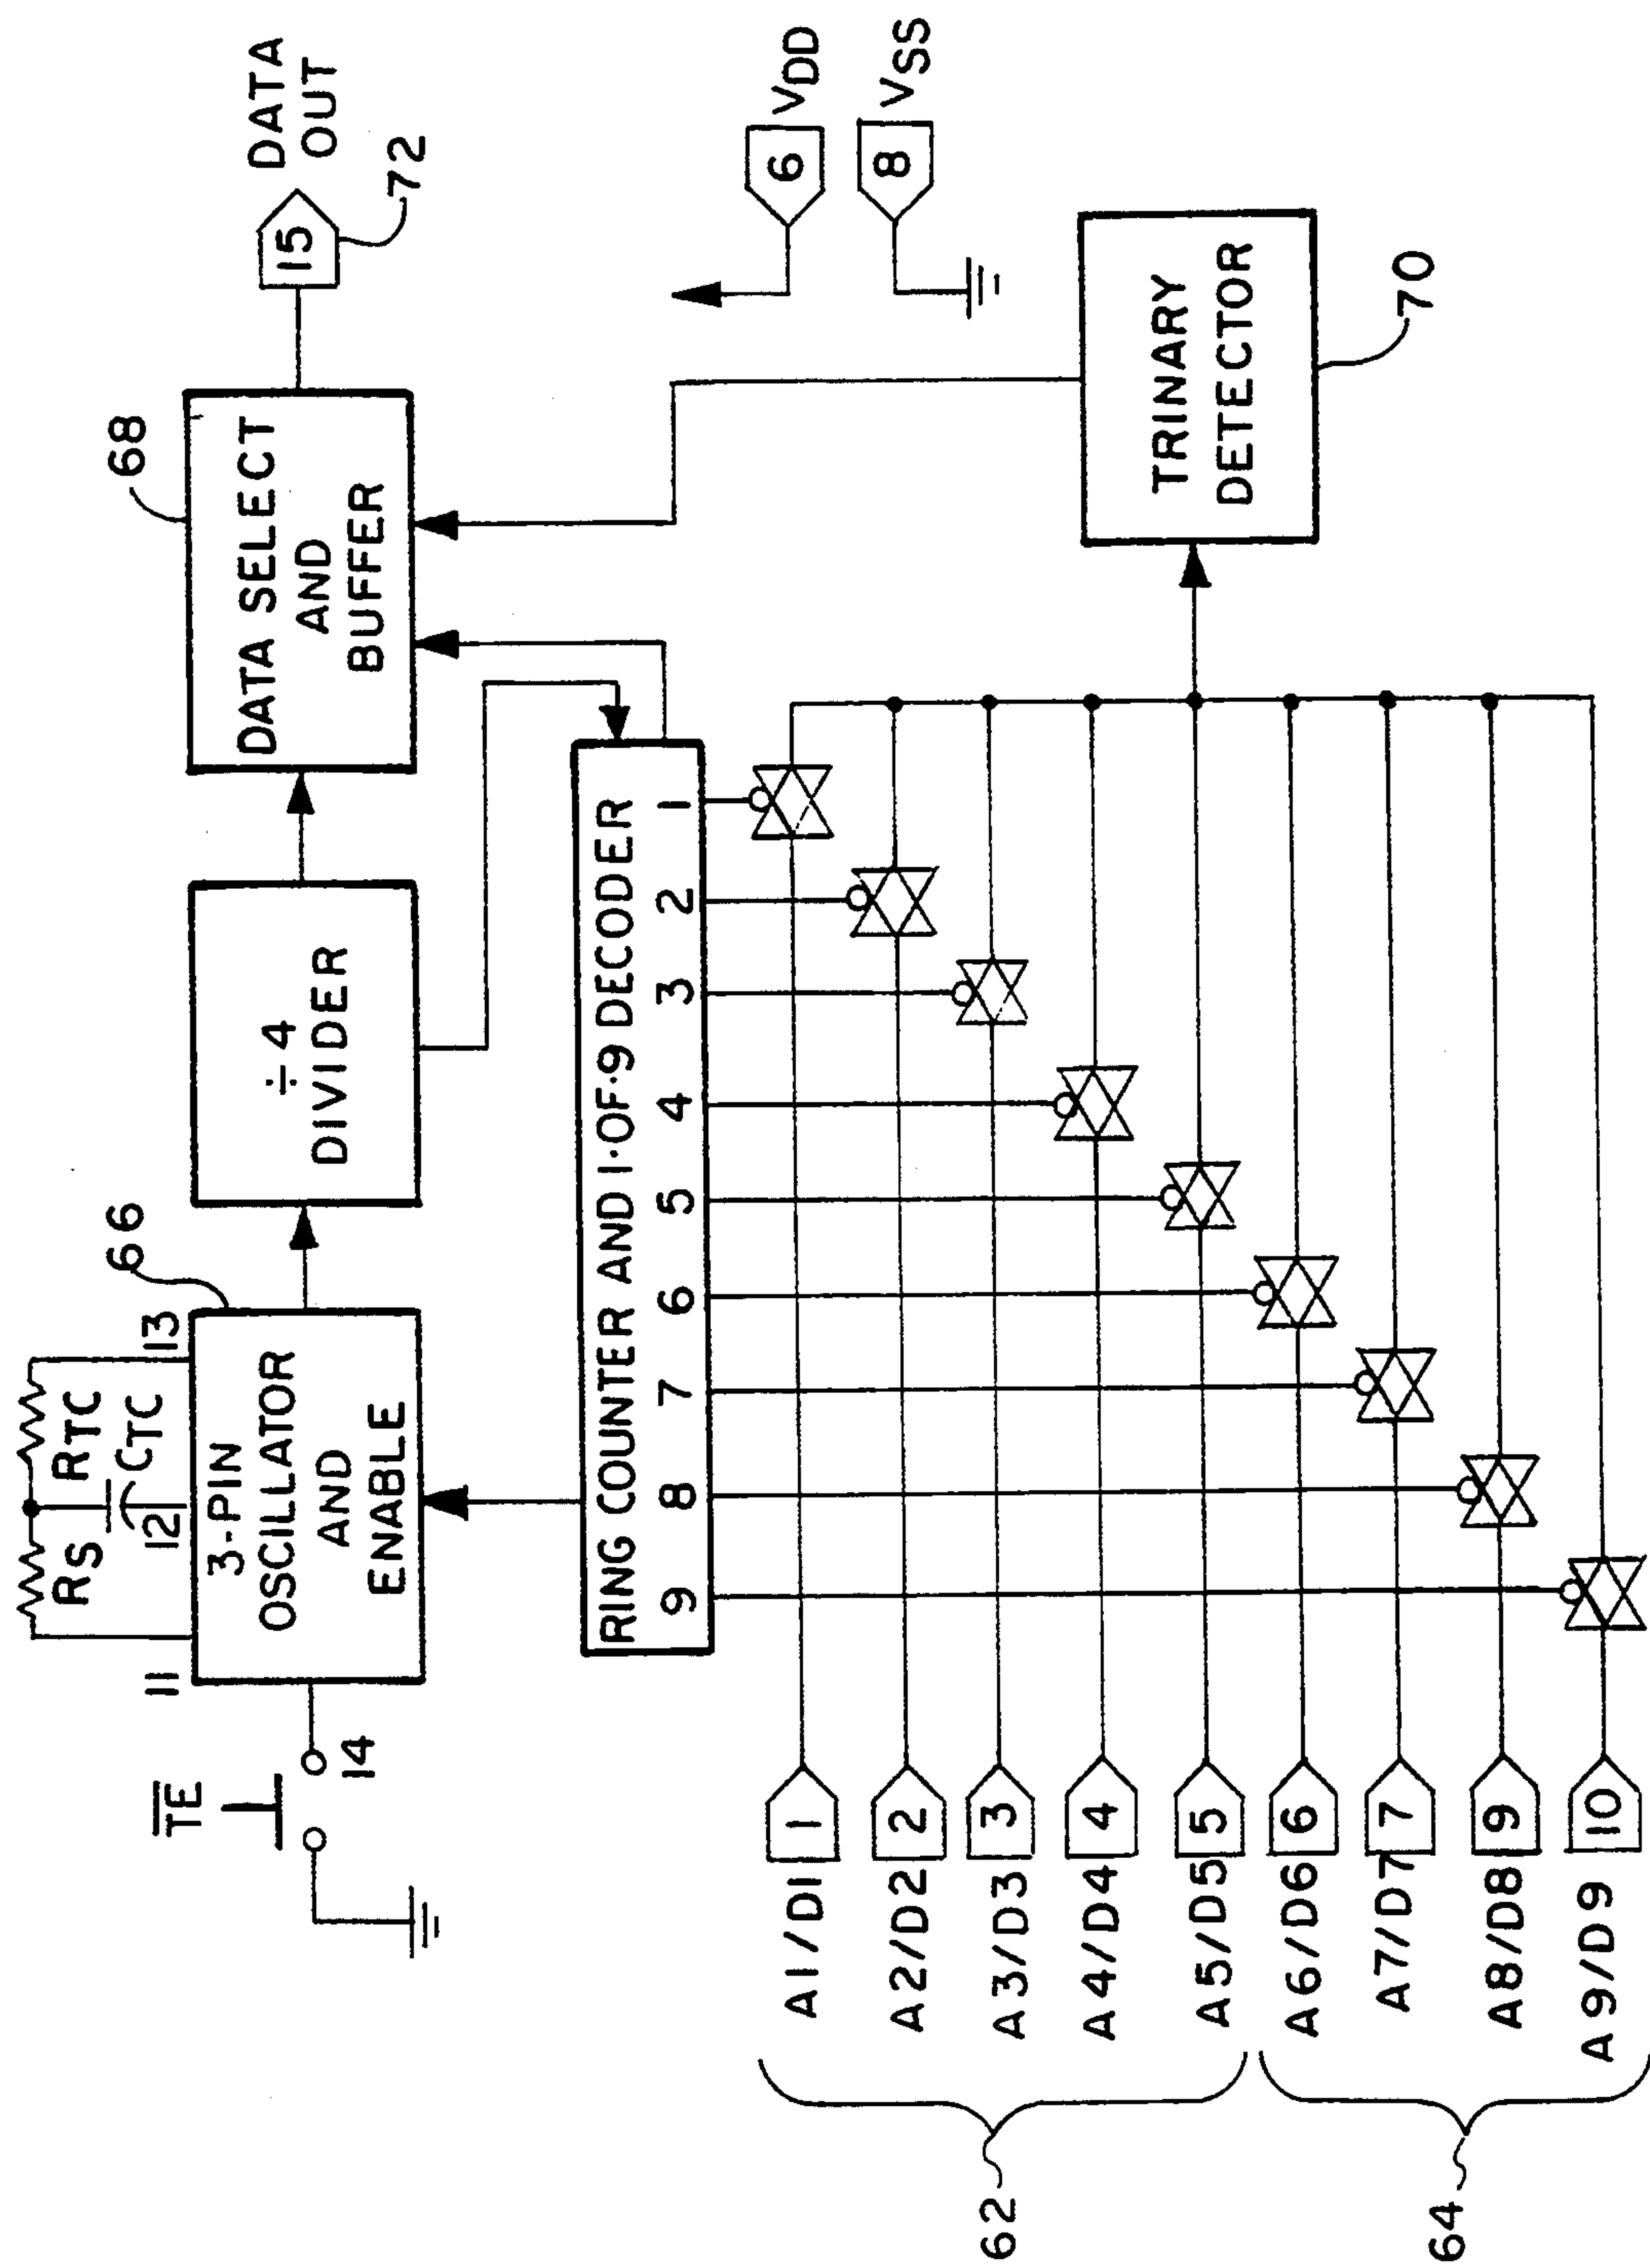 RS
RTC
CTC
11
12
13
66
3-PIN
OSCILLATOR
AND
ENABLE
TE
14
÷ 4
DIVIDER
68
DATA SELECT
AND
BUFFER
15
DATA
OUT
72
RING COUNTER AND 1-OF-9 DECODER
9 8 7 6 5 4 3 2 1
6 VDD
8 VSS
TRINARY
DETECTOR
70
A1/D1 1
A2/D2 2
A3/D3 3
A4/D4 4
A5/D5 5
A6/D6 6
A7/D7 7
A8/D8 9
A9/D9 10
62
64